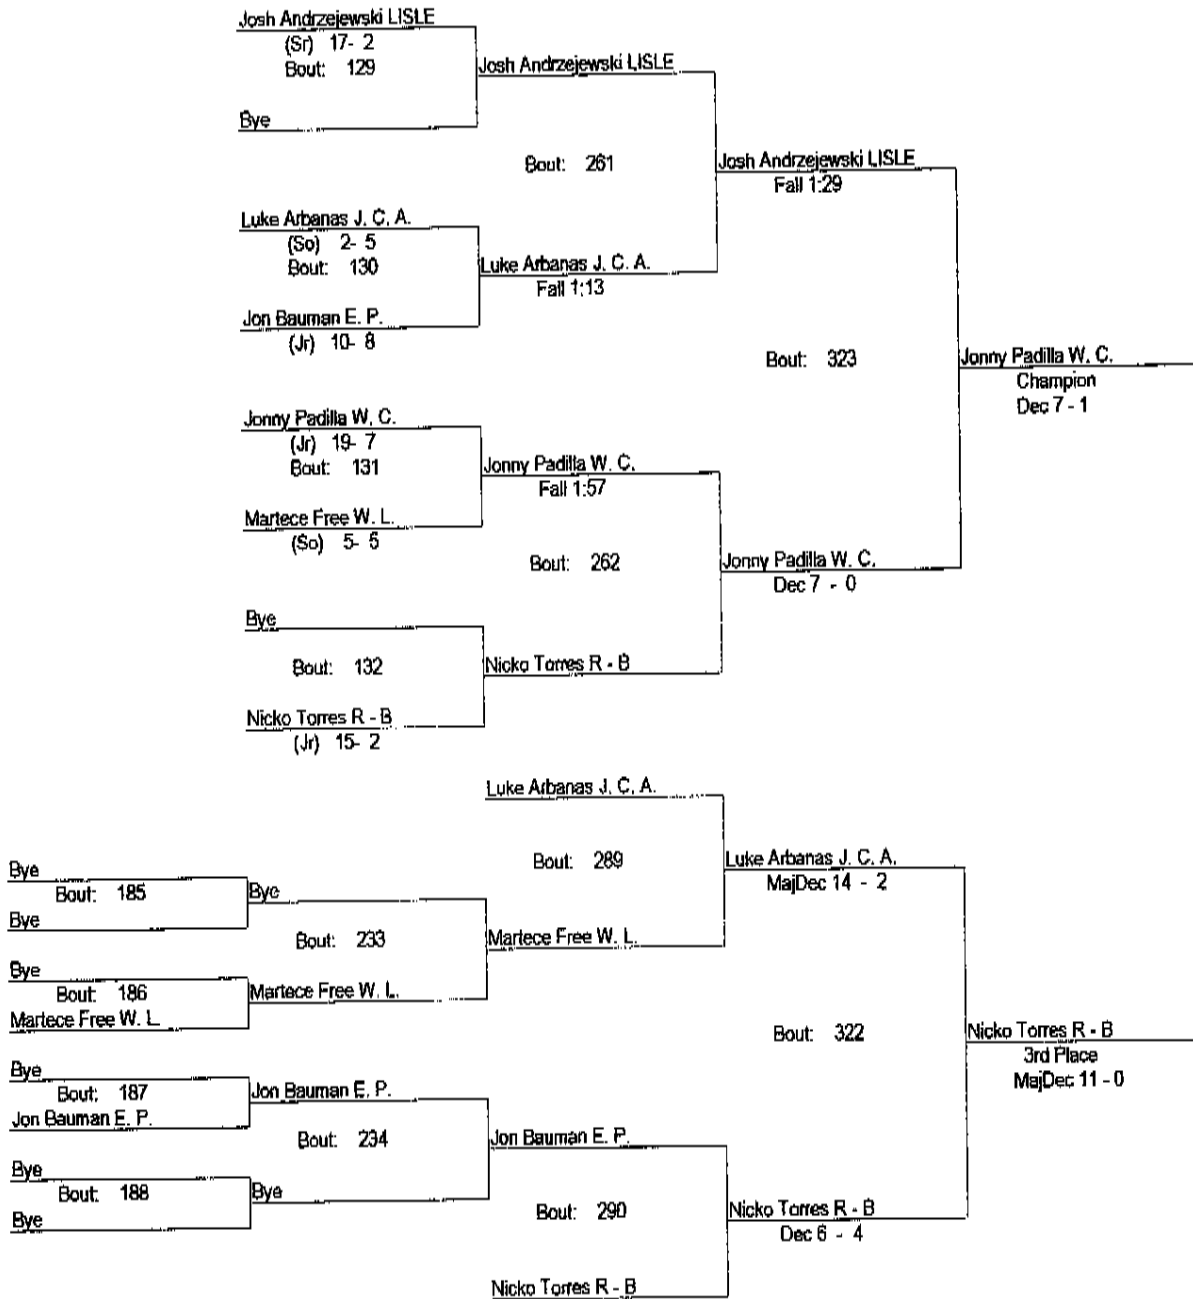 Josh Andrzejewski LISLE
(Sr) 17- 2
Bout: 129
Josh Andrzejewski LISLE
Bye
Bout: 261
Josh Andrzejewski LISLE
Fall 1:29
Luke Arbanas J. C. A.
(So) 2- 5
Bout: 130
Luke Arbanas J. C. A.
Fall 1:13
Jon Bauman E. P.
(Jr) 10- 8
Bout: 323
Jonny Padilla W. C.
Champion
Dec 7 - 1
Jonny Padilla W. C.
(Jr) 19- 7
Bout: 131
Jonny Padilla W. C.
Fall 1:57
Martece Free W. L.
(So) 5- 5
Bout: 262
Jonny Padilla W. C.
Dec 7 - 0
Bye
Bout: 132
Nicko Torres R - B
Nicko Torres R - B
(Jr) 15- 2
Luke Arbanas J. C. A.
Bout: 289
Luke Arbanas J. C. A.
MajDec 14 - 2
Bye
Bout: 185
Bye
Bye
Bout: 233
Martece Free W. L.
Bye
Bout: 186
Martece Free W. L.
Martece Free W. L.
Bout: 322
Nicko Torres R - B
3rd Place
MajDec 11 - 0
Bye
Bout: 187
Jon Bauman E. P.
Jon Bauman E. P.
Bout: 234
Jon Bauman E. P.
Bye
Bout: 188
Bye
Bye
Bout: 290
Nicko Torres R - B
Dec 6 - 4
Nicko Torres R - B